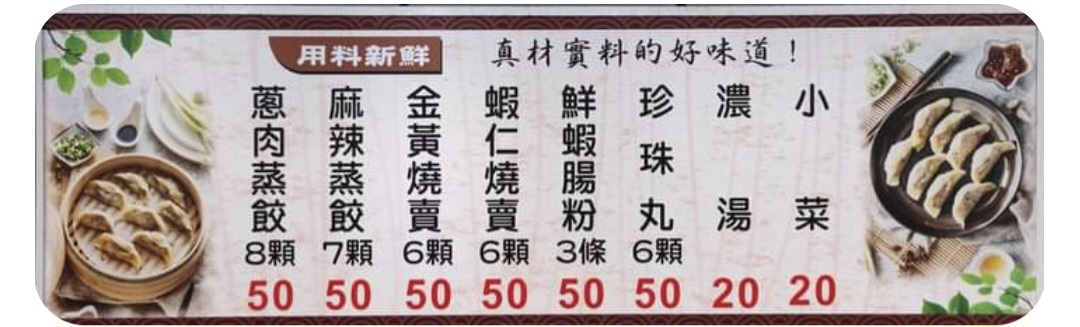 用料新鮮
真材實料的好味道！
蔥肉蒸餃
8顆
50
麻辣蒸餃
7顆
50
金黃燒賣
6顆
50
蝦仁燒賣
6顆
50
鮮蝦腸粉
3條
50
珍珠丸
6顆
50
濃湯
20
小菜
20